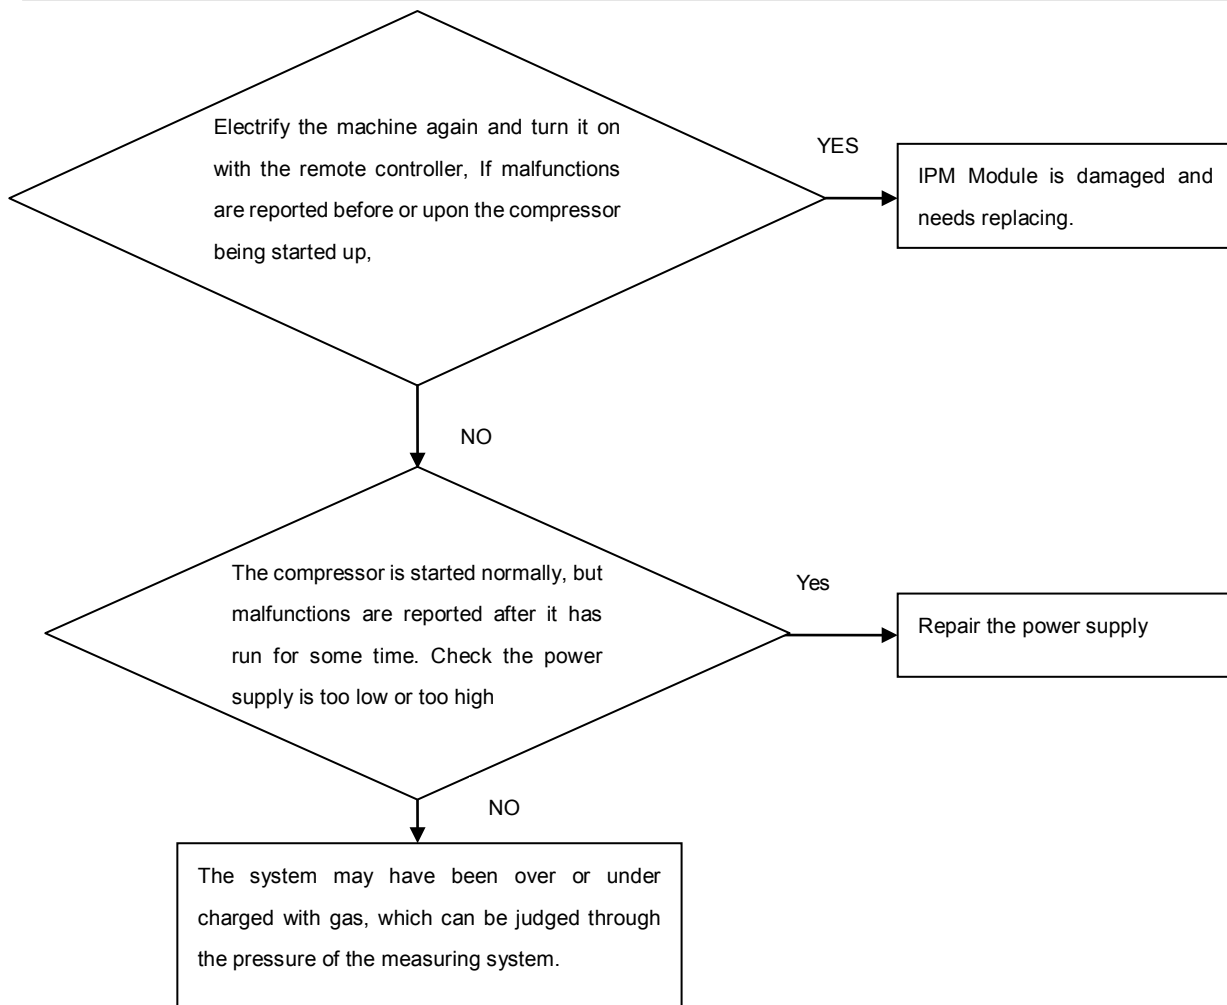 Electrify the machine again and turn it on
with the remote controller, If malfunctions
are reported before or upon the compressor
being started up,
YES
IPM Module is damaged and
needs replacing.
NO
The compressor is started normally, but
malfunctions are reported after it has
run for some time. Check the power
supply is too low or too high
Yes
Repair the power supply
NO
The system may have been over or under
charged with gas, which can be judged through
the pressure of the measuring system.